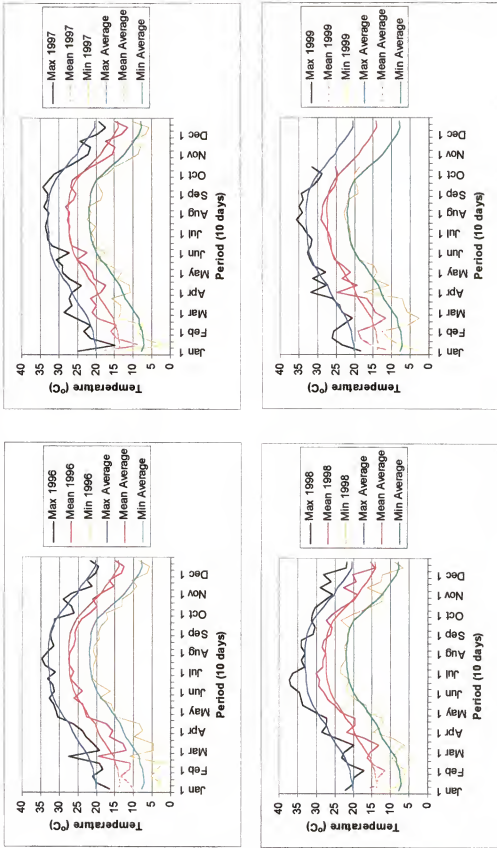 Temperature (°C)
40
35
30
25
20
15
10
5
0
Jan 1
Feb 1
Mar 1
Apr 1
May 1
Jun 1
Jul 1
Aug 1
Sep 1
Oct 1
Nov 1
Dec 1
Period (10 days)
Max 1996
Mean 1996
Min 1996
Max Average
Mean Average
Min Average
Temperature (°C)
40
35
30
25
20
15
10
5
0
Jan 1
Feb 1
Mar 1
Apr 1
May 1
Jun 1
Jul 1
Aug 1
Sep 1
Oct 1
Nov 1
Dec 1
Period (10 days)
Max 1997
Mean 1997
Min 1997
Max Average
Mean Average
Min Average
Temperature (°C)
40
35
30
25
20
15
10
5
0
Jan 1
Feb 1
Mar 1
Apr 1
May 1
Jun 1
Jul 1
Aug 1
Sep 1
Oct 1
Nov 1
Dec 1
Period (10 days)
Max 1998
Mean 1998
Min 1998
Max Average
Mean Average
Min Average
Temperature (°C)
40
35
30
25
20
15
10
5
0
Jan 1
Feb 1
Mar 1
Apr 1
May 1
Jun 1
Jul 1
Aug 1
Sep 1
Oct 1
Nov 1
Dec 1
Period (10 days)
Max 1999
Mean 1999
Min 1999
Max Average
Mean Average
Min Average